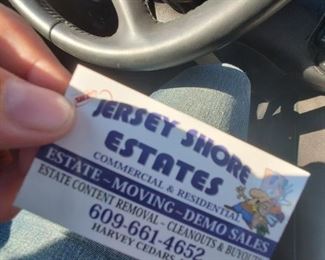 JERSEY SHORE
ESTATES
COMMERCIAL & RESIDENTIAL
ESTATE - MOVING - DEMO SALES
ESTATE CONTENT REMOVAL - CLEANOUTS & BUYOUTS
609-661-4652
HARVEY CEDARS